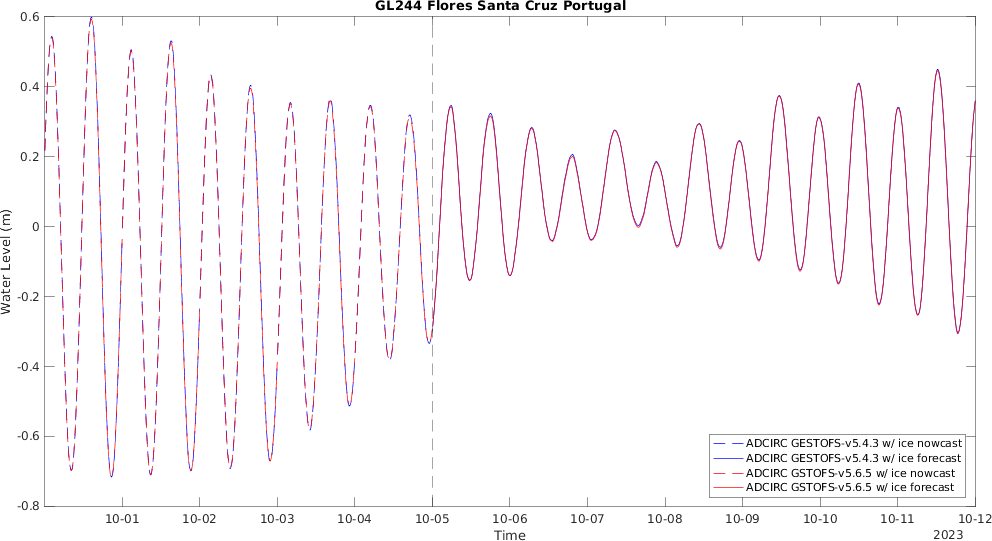 GL244 Flores Santa Cruz Portugal
0.6
0.4
0.2
0
-0.2
-0.4
-0.6
-0.8
Water Level (m)
ADCIRC GESTOFS-v5.4.3 w/ ice nowcast
ADCIRC GESTOFS-v5.4.3 w/ ice forecast
ADCIRC GSTOFS-v5.6.5 w/ ice nowcast
ADCIRC GSTOFS-v5.6.5 w/ ice forecast
10-01 10-02 10-03 10-04 10-05 10-06 10-07 10-08 10-09 10-10 10-11 10-12
Time
2023